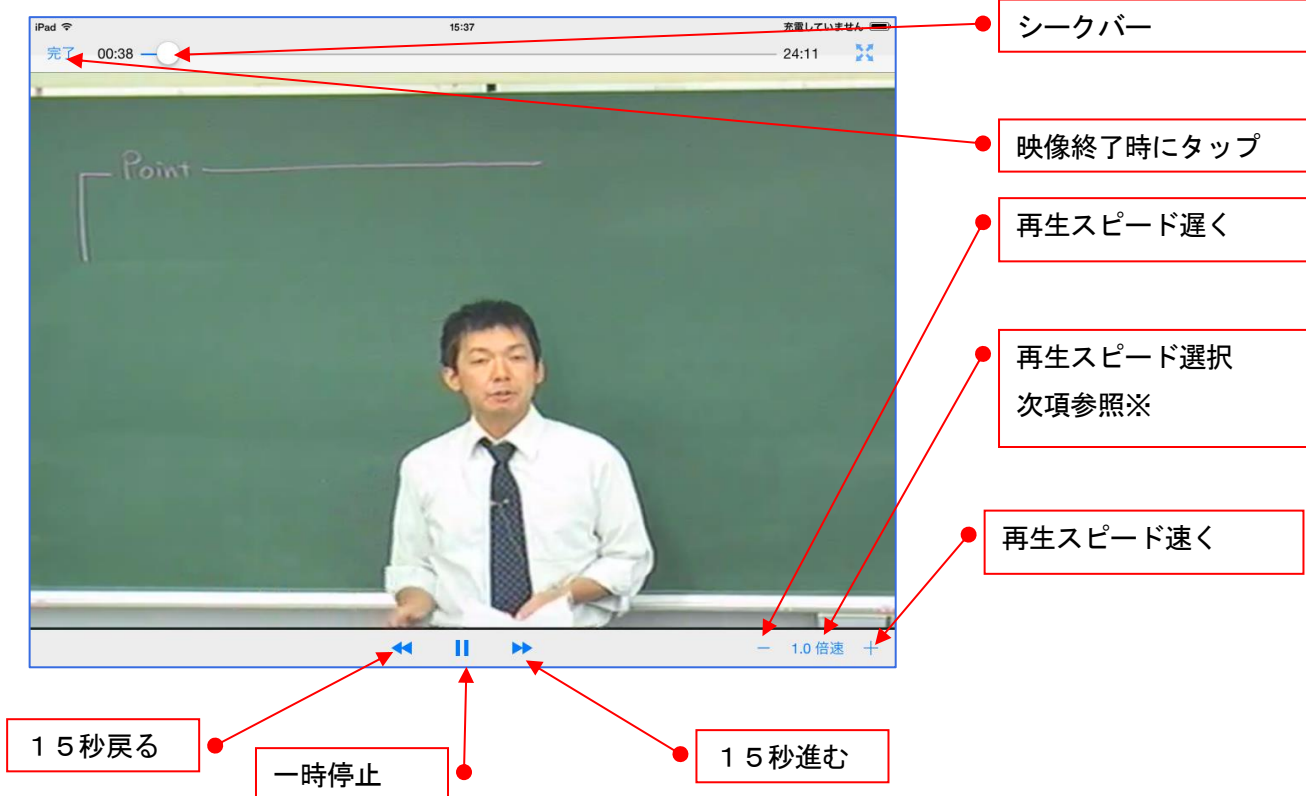 iPad 15:37 充電していません
完了 00:38 24:11
シークバー
映像終了時にタップ
Point
再生スピード遅く
再生スピード選択
次項参照※
再生スピード速く
1.0 倍速
１５秒戻る
一時停止
１５秒進む